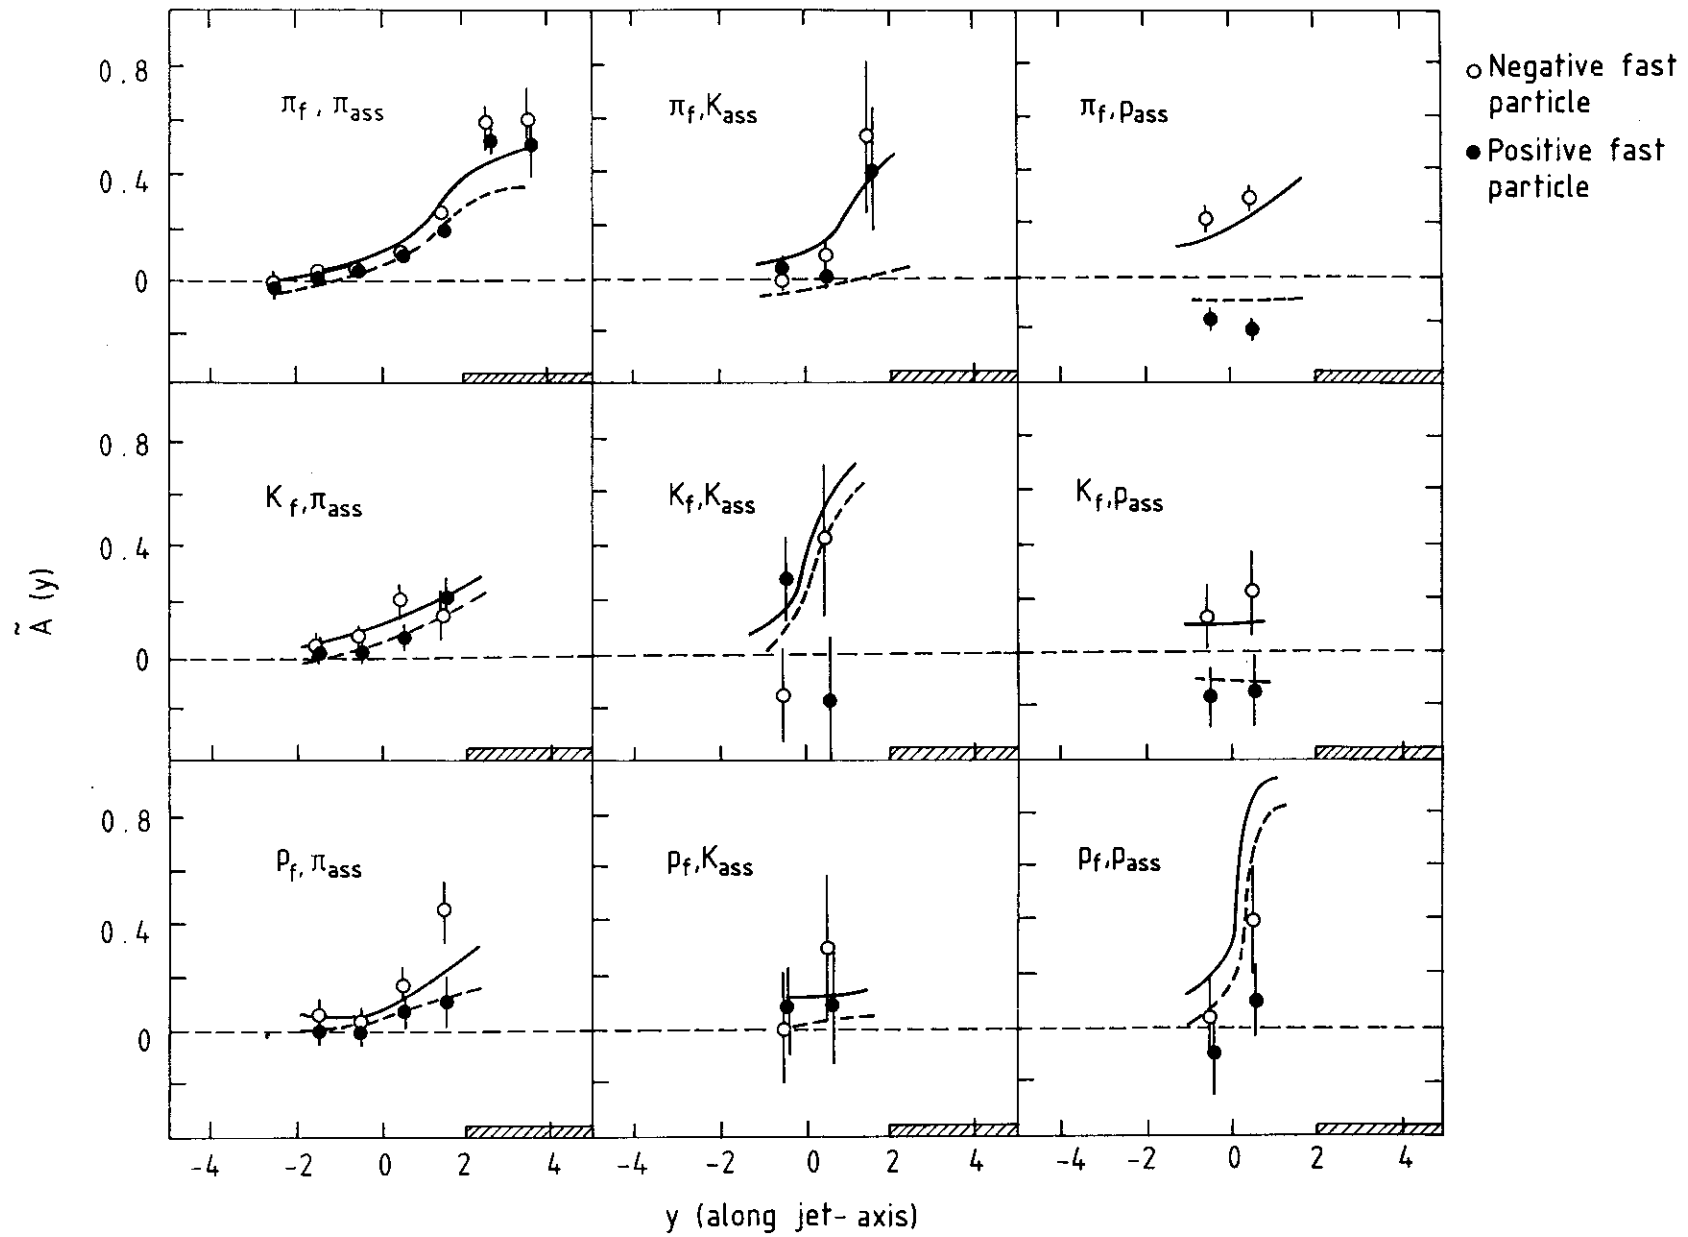 0.8
0.4
0
π_f, π_ass
π_f, K_ass
π_f, p_ass
Negative fast
particle
Positive fast
particle
0.8
0.4
0
K_f, π_ass
K_f, K_ass
K_f, p_ass
Ã (y)
0.8
0.4
0
p_f, π_ass
p_f, K_ass
p_f, p_ass
-4 -2 0 2 4 -4 -2 0 2 4 -4 -2 0 2 4
y (along jet-axis)